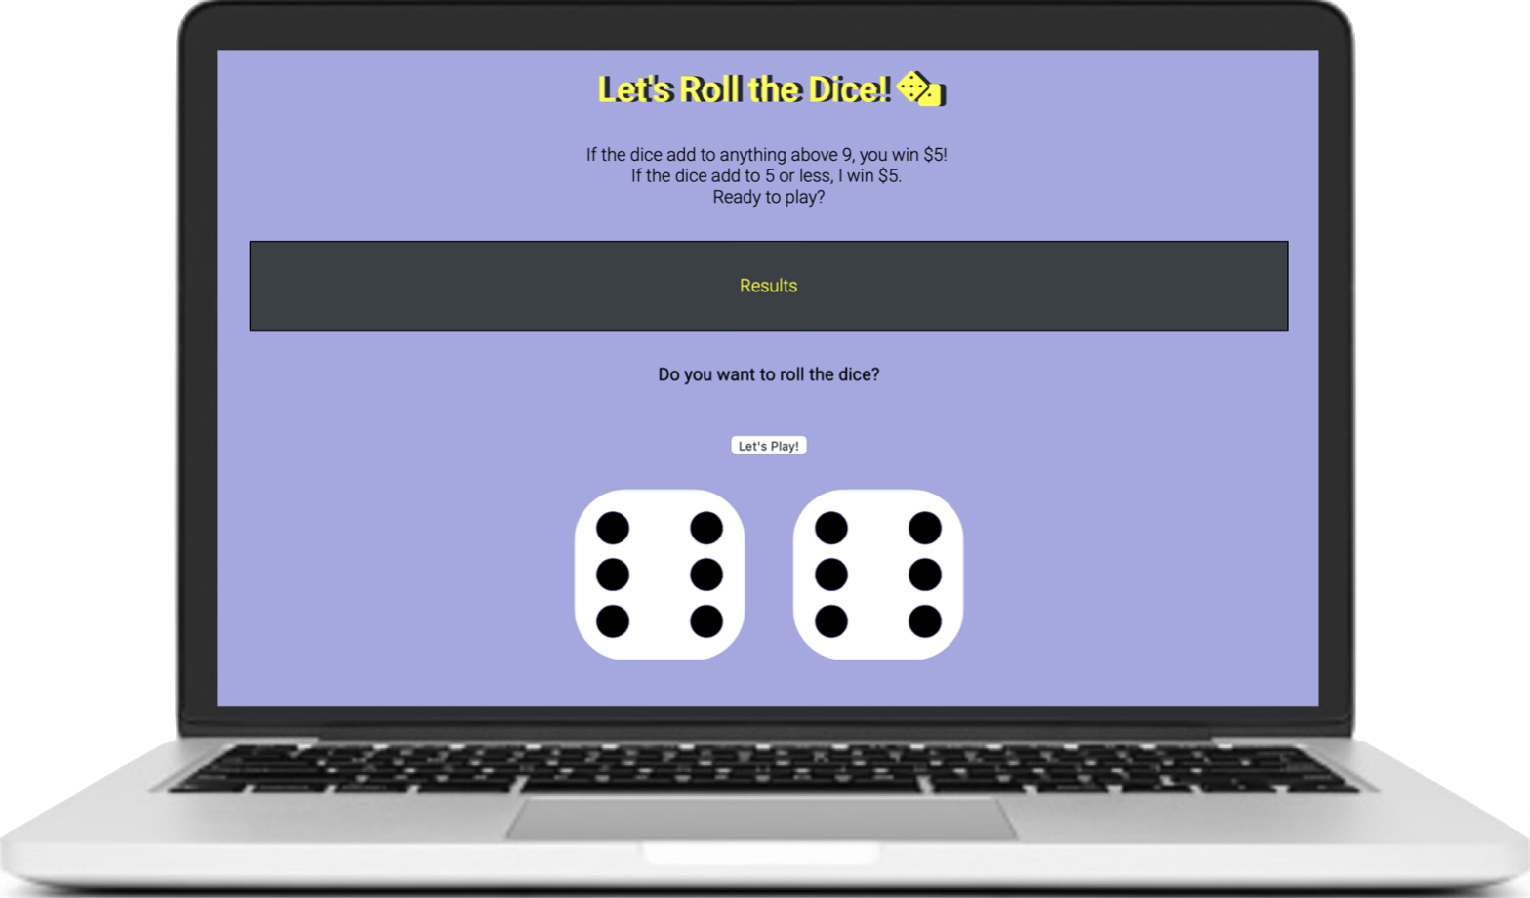 Let's Roll the Dice!
If the dice add to anything above 9, you win $5!
If the dice add to 5 or less, I win $5.
Ready to play?
Results
Do you want to roll the dice?
Let's Play!